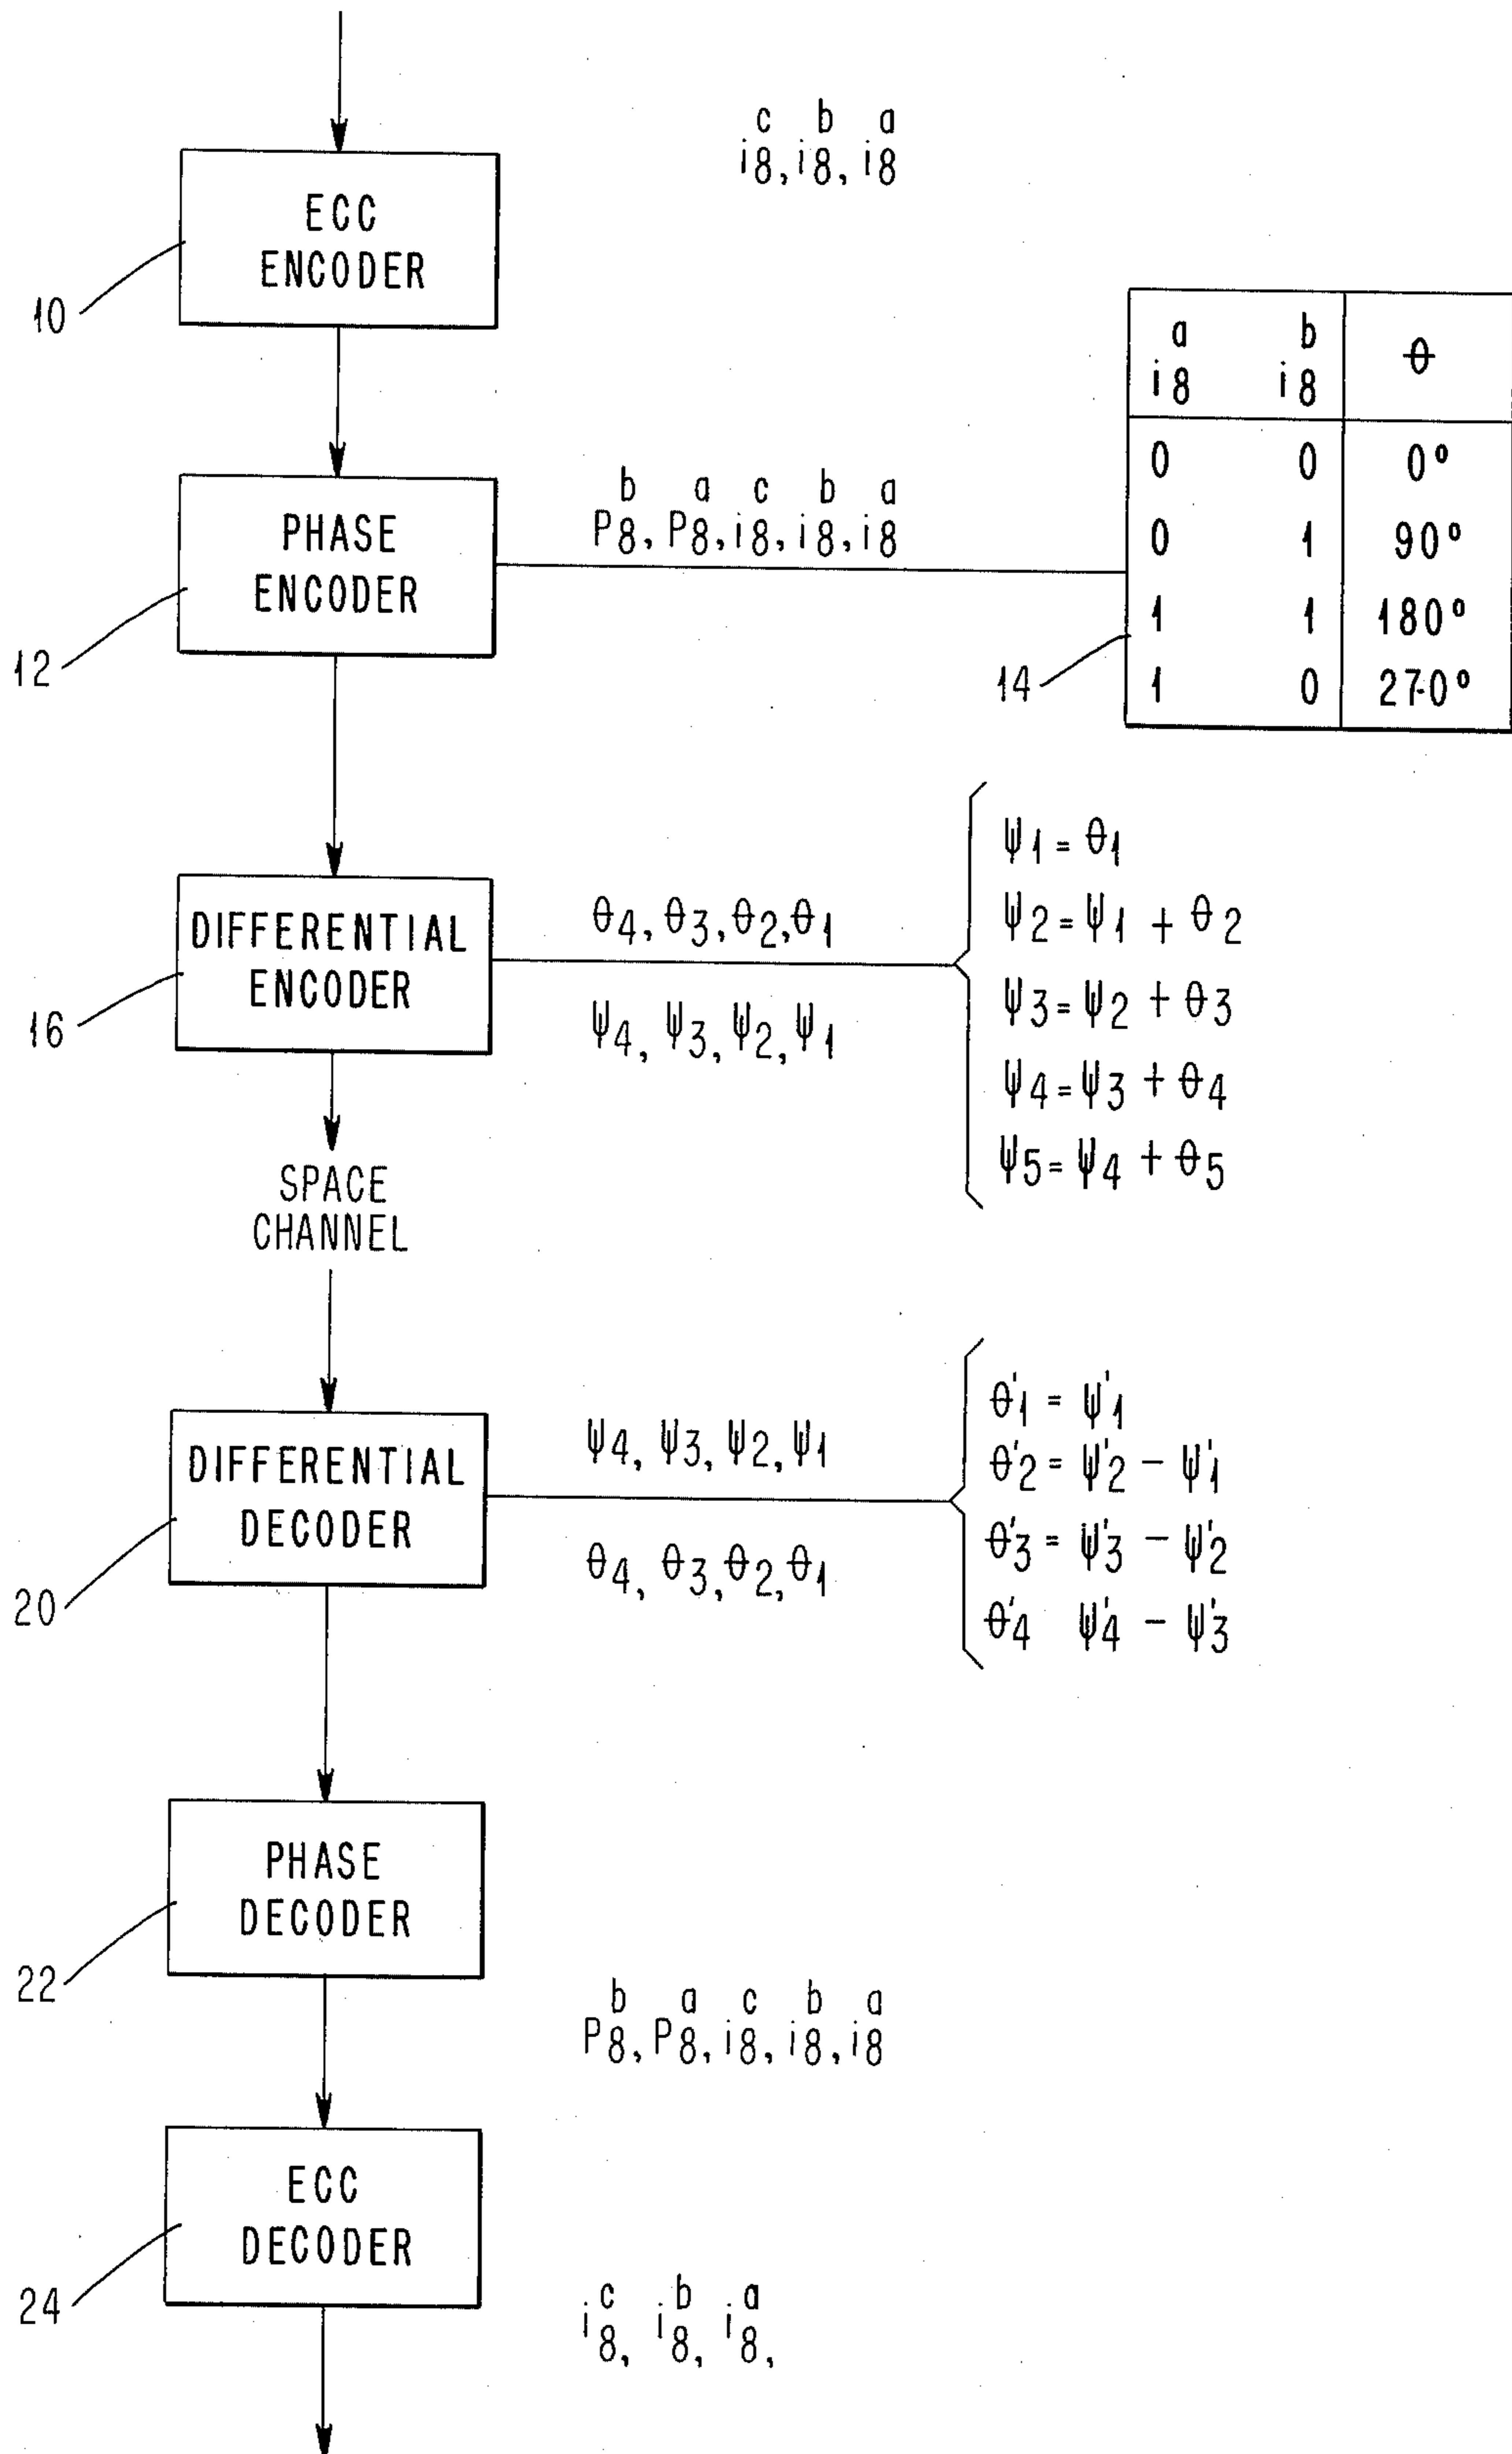 c b a
i8, i8, i8
ECC
ENCODER
10
a b θ
i8 i8
0 0 0°
0 1 90°
1 1 180°
1 0 270°
14
b a c b a
P8, P8, i8, i8, i8
PHASE
ENCODER
12
DIFFERENTIAL
ENCODER
16
θ4, θ3, θ2, θ1
ψ4, ψ3, ψ2, ψ1
ψ1 = θ1
ψ2 = ψ1 + θ2
ψ3 = ψ2 + θ3
ψ4 = ψ3 + θ4
ψ5 = ψ4 + θ5
SPACE
CHANNEL
DIFFERENTIAL
DECODER
20
ψ4, ψ3, ψ2, ψ1
θ4, θ3, θ2, θ1
θ'1 = ψ'1
θ'2 = ψ'2 - ψ'1
θ'3 = ψ'3 - ψ'2
θ'4 ψ'4 - ψ'3
PHASE
DECODER
22
b a c b a
P8, P8, i8, i8, i8
ECC
DECODER
24
c b a
i8, i8, i8,